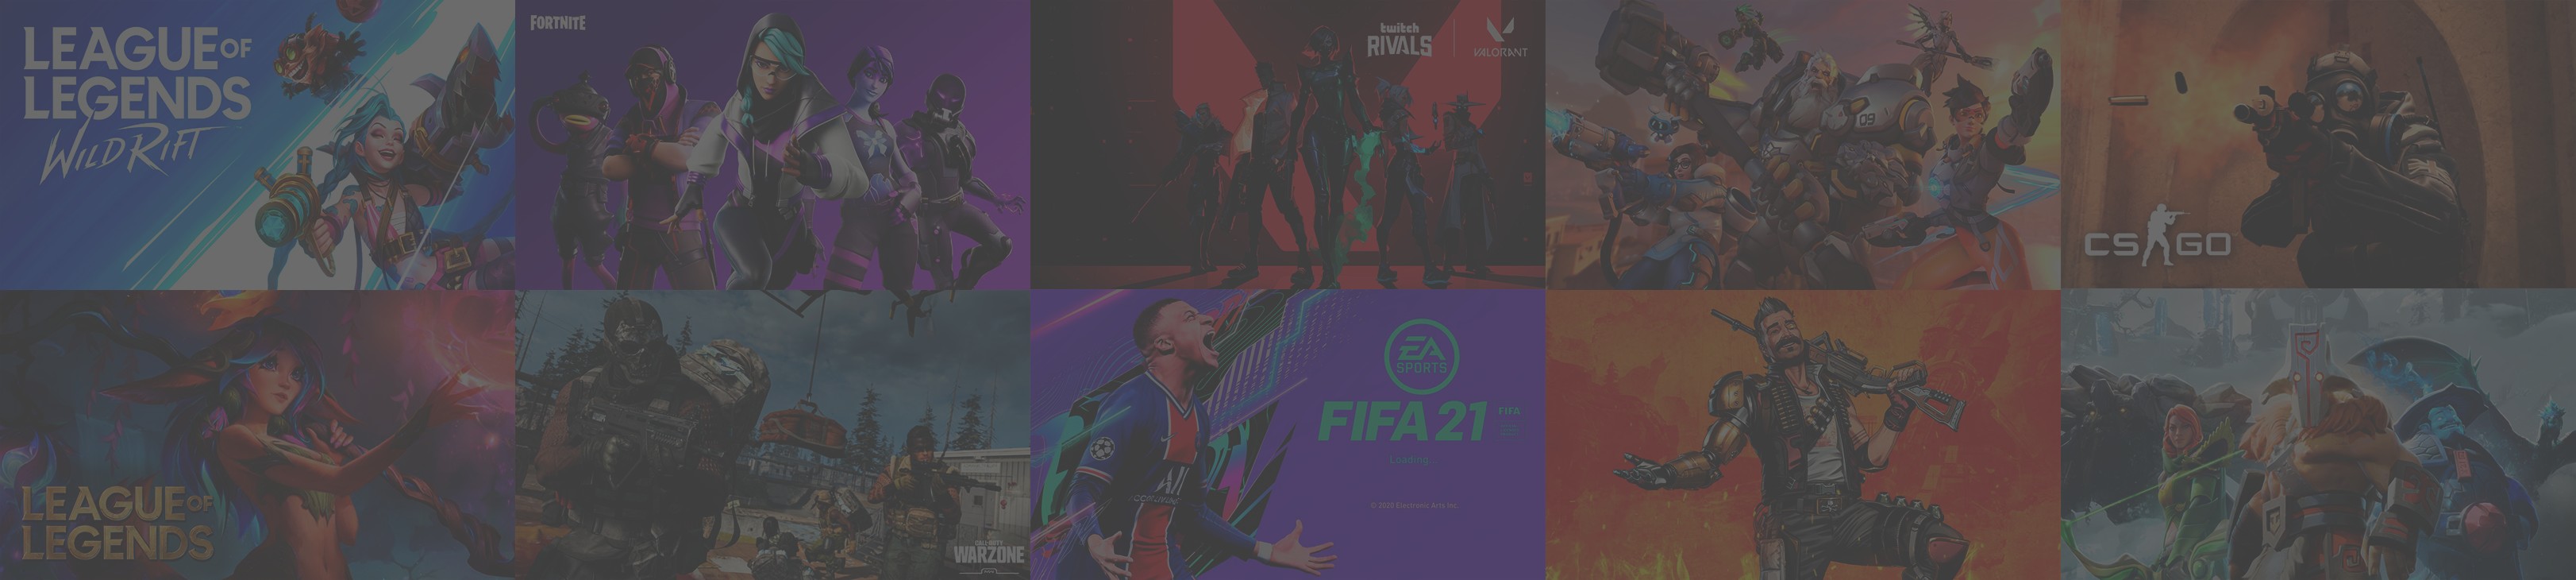 LEAGUE OF
LEGENDS
WILD RIFT
FORTNITE
twitch
RIVALS
VALORANT
09
CS GO
LEAGUE OF
LEGENDS
CALL OF DUTY
WARZONE
EA
SPORTS
FIFA 21
FIFA
Loading.
© 2020 Electronic Arts Inc.